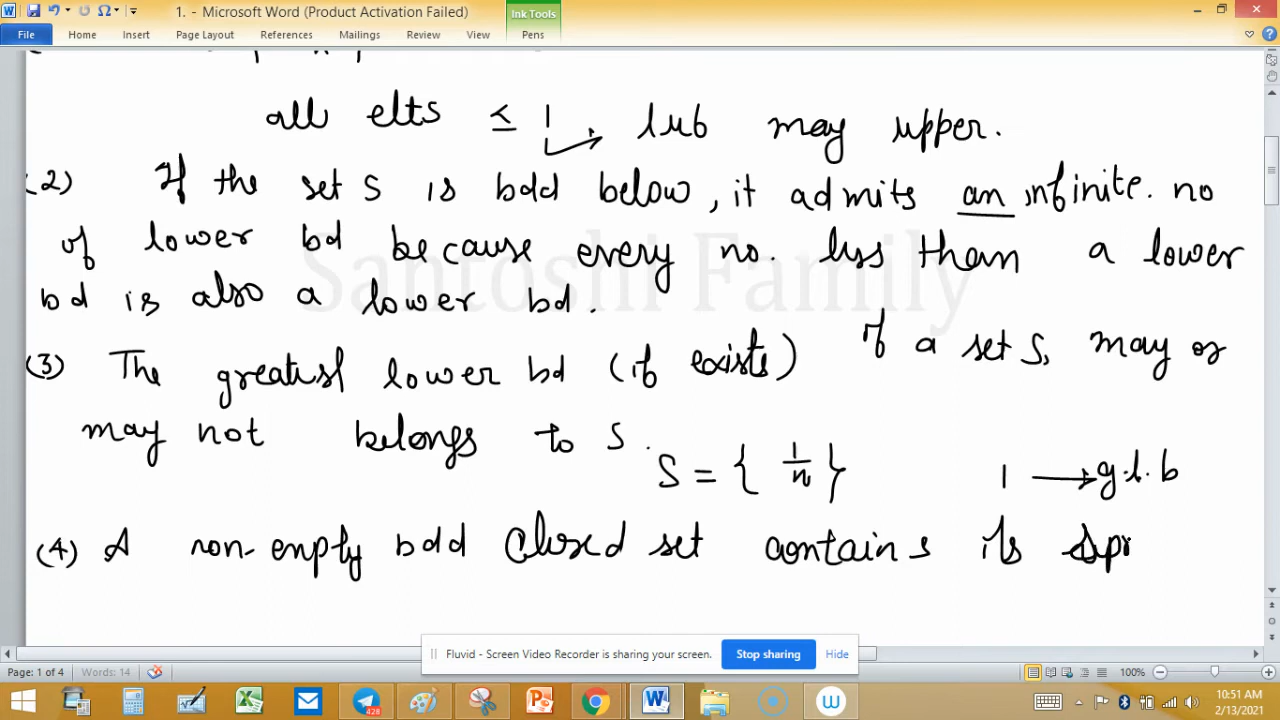 1. - Microsoft Word (Product Activation Failed)
Ink Tools
File Home Insert Page Layout References Mailings Review View Pens
all elts ≤ 1 lub may upper.
(2) If the set S is bdd below, it admits an infinite. no
of lower bd because every no. less than a lower
bd is also a lower bd.
(3) The greatest lower bd (if exists) of a set S, may or
may not belongs to S.
S = { 1/n } 1 → g.l.b
(4) A non-empty bdd closed set contains its
Santoshi Family
Fluvid - Screen Video Recorder is sharing your screen. Stop sharing Hide
Page: 1 of 4 Words: 14 100%
428
10:51 AM
2/13/2021